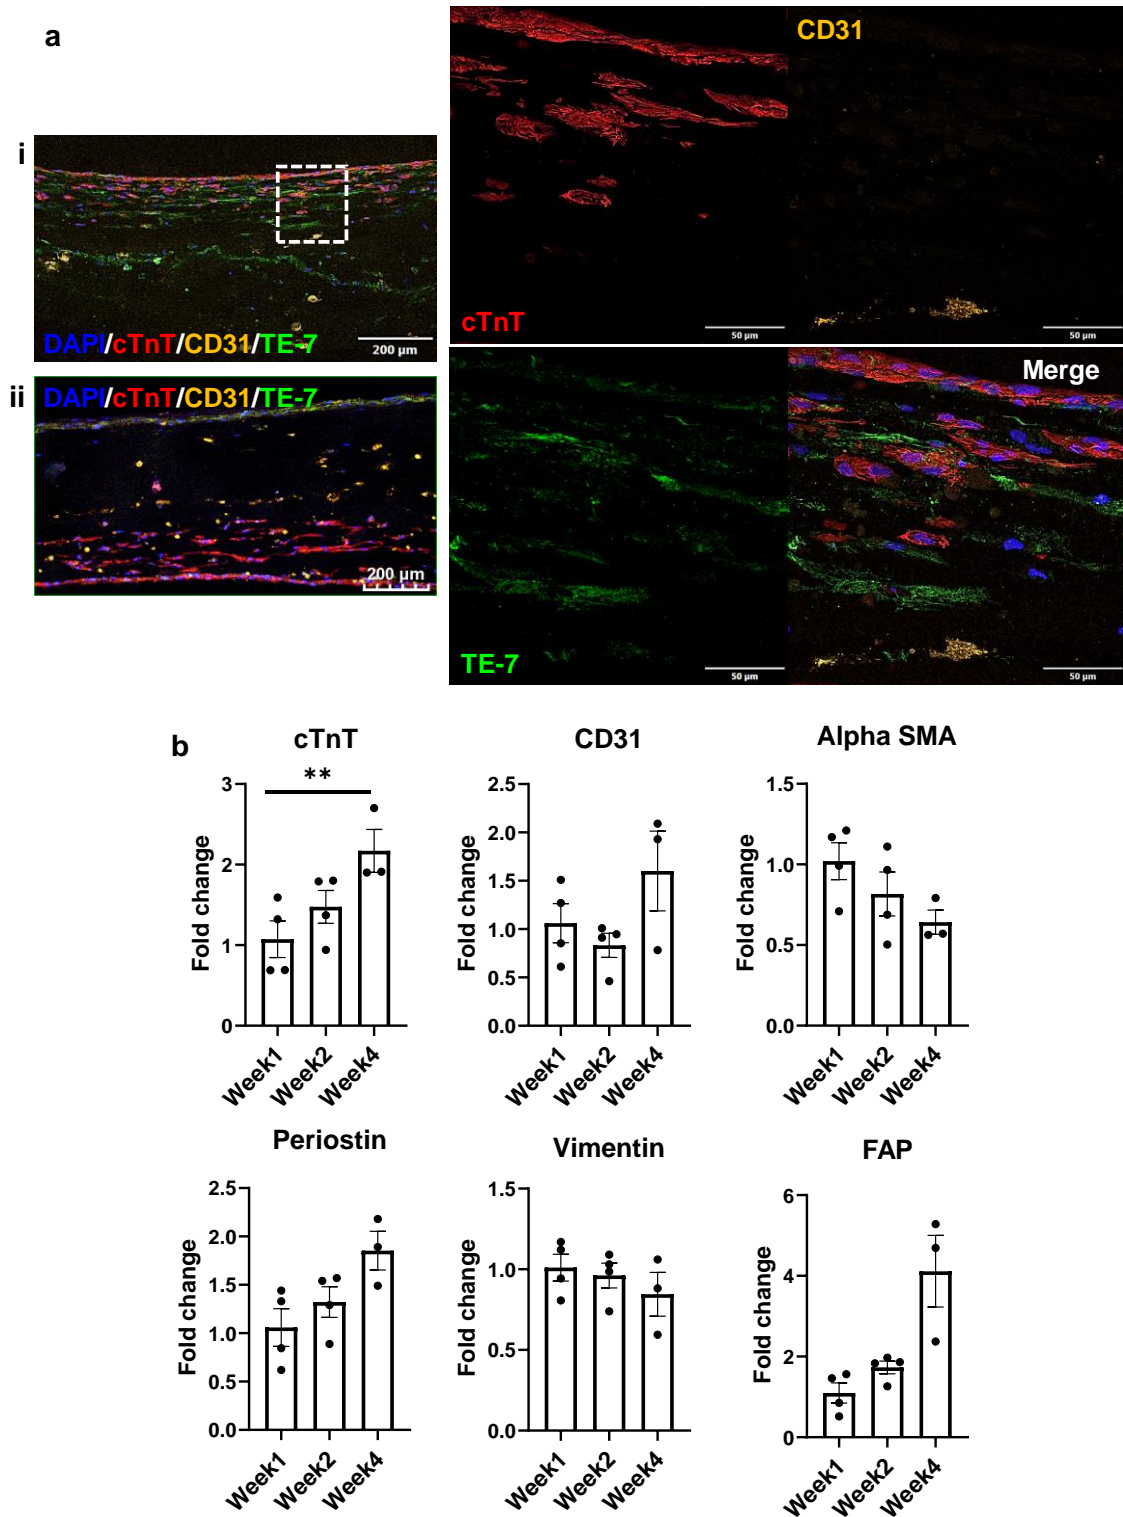 a
i
DAPI/cTnT/CD31/TE-7
200 µm
ii
DAPI/cTnT/CD31/TE-7
200 µm
cTnT
50 µm
CD31
50 µm
TE-7
50 µm
Merge
50 µm
b
cTnT
**
Fold change
3
2
1
0
Week1
Week2
Week4
CD31
Fold change
2.5
2.0
1.5
1.0
0.5
0.0
Week1
Week2
Week4
Alpha SMA
Fold change
1.5
1.0
0.5
0.0
Week1
Week2
Week4
Periostin
Fold change
2.5
2.0
1.5
1.0
0.5
0.0
Week1
Week2
Week4
Vimentin
Fold change
1.5
1.0
0.5
0.0
Week1
Week2
Week4
FAP
Fold change
6
4
2
0
Week1
Week2
Week4